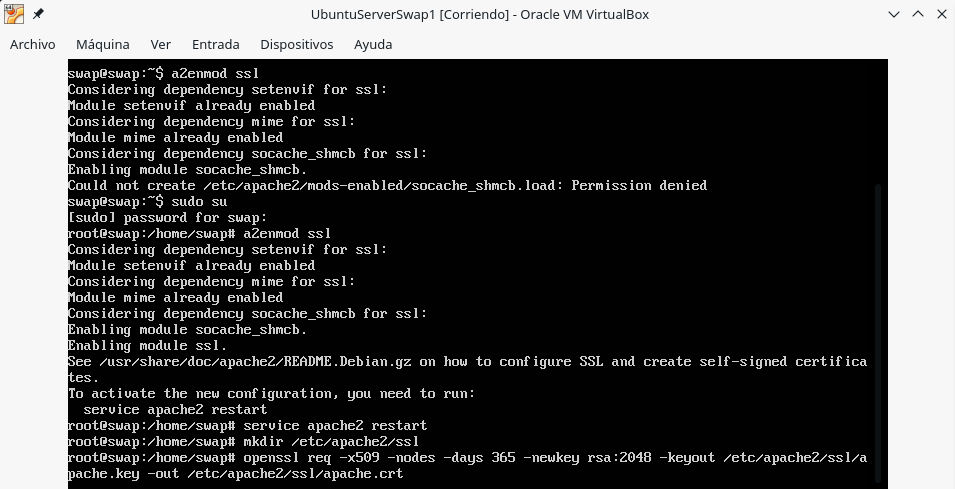 UbuntuServerSwap1 [Corriendo] - Oracle VM VirtualBox
Archivo Máquina Ver Entrada Dispositivos Ayuda
swap@swap:~$ a2enmod ssl
Considering dependency setenvif for ssl:
Module setenvif already enabled
Considering dependency mime for ssl:
Module mime already enabled
Considering dependency socache_shmcb for ssl:
Enabling module socache_shmcb.
Could not create /etc/apache2/mods-enabled/socache_shmcb.load: Permission denied
swap@swap:~$ sudo su
[sudo] password for swap:
root@swap:/home/swap# a2enmod ssl
Considering dependency setenvif for ssl:
Module setenvif already enabled
Considering dependency mime for ssl:
Module mime already enabled
Considering dependency socache_shmcb for ssl:
Enabling module socache_shmcb.
Enabling module ssl.
See /usr/share/doc/apache2/README.Debian.gz on how to configure SSL and create self-signed certifica
tes.
To activate the new configuration, you need to run:
  service apache2 restart
root@swap:/home/swap# service apache2 restart
root@swap:/home/swap# mkdir /etc/apache2/ssl
root@swap:/home/swap# openssl req -x509 -nodes -days 365 -newkey rsa:2048 -keyout /etc/apache2/ssl/a
pache.key -out /etc/apache2/ssl/apache.crt